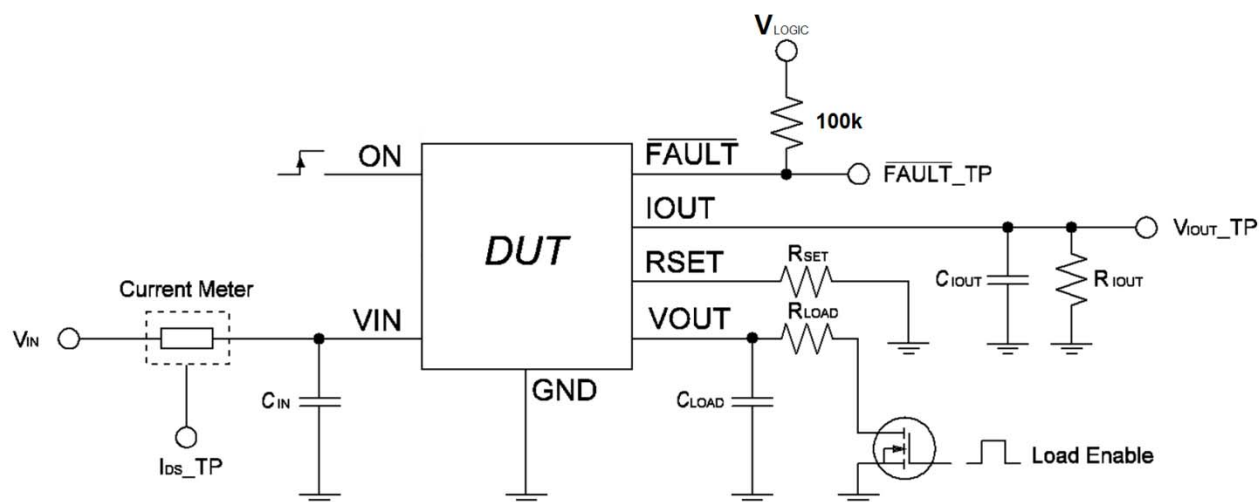 VLOGIC
100k
ON
FAULT
FAULT_TP
IOUT
VIOUT_TP
DUT
RSET
RSET
CIOUT
RIOUT
Current Meter
RLOAD
VIN
VIN
VOUT
GND
CIN
CLOAD
IDS_TP
Load Enable